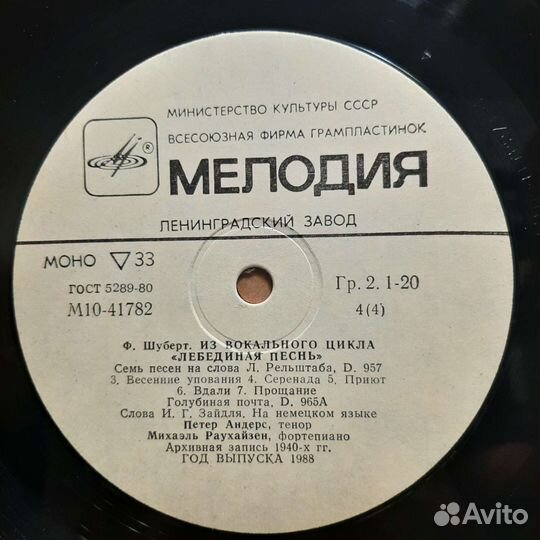 МИНИСТЕРСТВО КУЛЬТУРЫ СССР
ВСЕСОЮЗНАЯ ФИРМА ГРАМПЛАСТИНОК
®
МЕЛОДИЯ
ЛЕНИНГРАДСКИЙ ЗАВОД
МОНО ▽ 33
ГОСТ 5289-80
М10-41782
Гр. 2. 1-20
4(4)
Ф. Шуберт. ИЗ ВОКАЛЬНОГО ЦИКЛА
«ЛЕБЕДИНАЯ ПЕСНЬ»
Семь песен на слова Л. Рельштаба, D. 957
3. Весенние упования 4. Серенада 5. Приют
6. Вдали 7. Прощание
Голубиная почта, D. 965A
Слова И. Г. Зайдля. На немецком языке
Петер Андерс, тенор
Михаэль Раухайзен, фортепиано
Архивная запись 1940-х гг.
ГОД ВЫПУСКА 1988
Avito